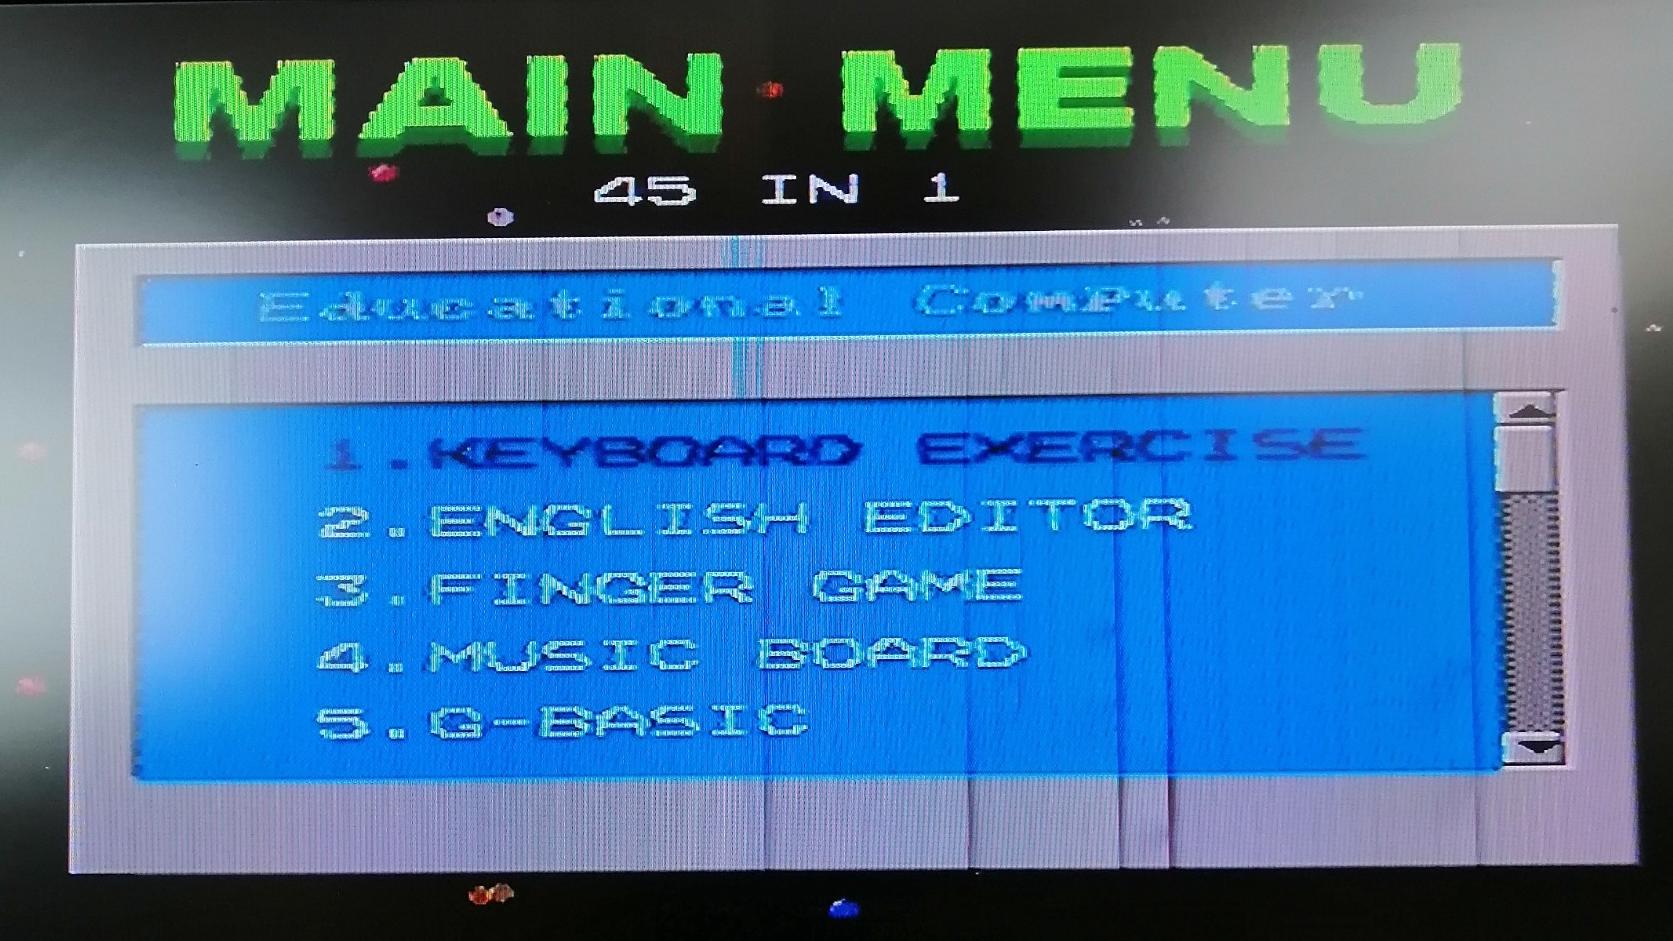 MAIN MENU
45 IN 1
Educational Computer
1.KEYBOARD EXERCISE
2.ENGLISH EDITOR
3.FINGER GAME
4.MUSIC BOARD
5.G-BASIC